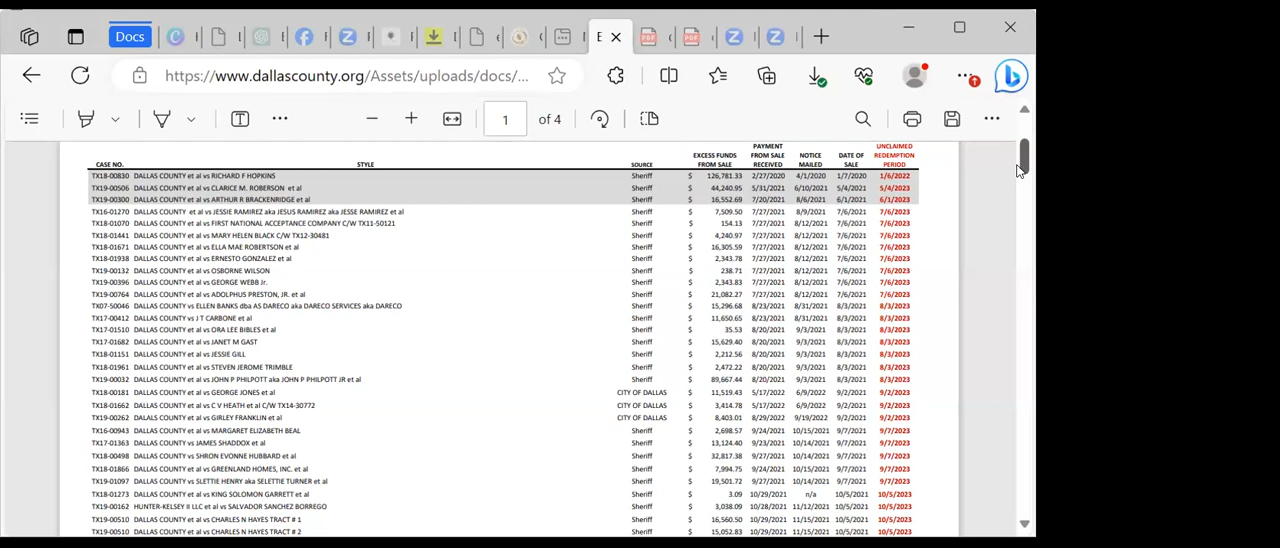 Docs
https://www.dallascounty.org/Assets/uploads/docs/...
1 of 4
CASE NO. STYLE SOURCE EXCESS FUNDS FROM SALE PAYMENT FROM SALE RECEIVED NOTICE MAILED DATE OF SALE UNCLAIMED REDEMPTION PERIOD
TX18-00830 DALLAS COUNTY et al vs RICHARD F HOPKINS Sheriff $ 126,781.33 2/27/2020 4/1/2020 1/7/2020 1/6/2022
TX19-00506 DALLAS COUNTY et al vs CLARICE M. ROBERSON et al Sheriff $ 44,240.95 5/31/2021 6/10/2021 5/4/2021 5/4/2023
TX19-00300 DALLAS COUNTY et al vs ARTHUR R BRACKENRIDGE et al Sheriff $ 16,552.69 7/20/2021 8/6/2021 6/1/2021 6/1/2023
TX16-01270 DALLAS COUNTY et al vs JESSIE RAMIREZ aka JESUS RAMIREZ aka JESSE RAMIREZ et al Sheriff $ 7,509.50 7/27/2021 8/9/2021 7/6/2021 7/6/2023
TX18-01070 DALLAS COUNTY et al vs FIRST NATIONAL ACCEPTANCE COMPANY C/W TX11-50121 Sheriff $ 154.13 7/27/2021 8/12/2021 7/6/2021 7/6/2023
TX18-01441 DALLAS COUNTY et al vs MARY HELEN BLACK C/W TX12-30481 Sheriff $ 4,240.97 7/27/2021 8/12/2021 7/6/2021 7/6/2023
TX18-01671 DALLAS COUNTY et al vs ELLA MAE ROBERTSON et al Sheriff $ 16,305.59 7/27/2021 8/12/2021 7/6/2021 7/6/2023
TX18-01938 DALLAS COUNTY et al vs ERNESTO GONZALEZ et al Sheriff $ 2,343.78 7/27/2021 8/12/2021 7/6/2021 7/6/2023
TX19-00132 DALLAS COUNTY et al vs OSBORNE WILSON Sheriff $ 238.71 7/27/2021 8/12/2021 7/6/2021 7/6/2023
TX19-00396 DALLAS COUNTY et al vs GEORGE WEBB Jr. Sheriff $ 2,343.83 7/27/2021 8/12/2021 7/6/2021 7/6/2023
TX19-00764 DALLAS COUNTY et al vs ADOLPHUS PRESTON, JR. et al Sheriff $ 21,082.27 7/27/2021 8/12/2021 7/6/2021 7/6/2023
TX07-50046 DALLAS COUNTY vs ELLEN BANKS dba AS DARECO aka DARECO SERVICES aka DARECO Sheriff $ 15,296.68 8/23/2021 8/31/2021 8/3/2021 8/3/2023
TX17-00412 DALLAS COUNTY vs J T CARBONE et al Sheriff $ 11,650.65 8/23/2021 8/31/2021 8/3/2021 8/3/2023
TX17-01510 DALLAS COUNTY et al vs ORA LEE BIBLES et al Sheriff $ 35.53 8/20/2021 9/3/2021 8/3/2021 8/3/2023
TX17-01682 DALLAS COUNTY et al vs JANET M GAST Sheriff $ 15,629.40 8/20/2021 9/3/2021 8/3/2021 8/3/2023
TX18-01151 DALLAS COUNTY et al vs JESSIE GILL Sheriff $ 2,212.56 8/20/2021 9/3/2021 8/3/2021 8/3/2023
TX18-01961 DALLAS COUNTY et al vs STEVEN JEROME TRIMBLE Sheriff $ 2,472.22 8/20/2021 9/3/2021 8/3/2021 8/3/2023
TX19-00032 DALLAS COUNTY et al vs JOHN P PHILPOTT aka JOHN P PHILPOTT JR et al Sheriff $ 89,667.44 8/20/2021 9/3/2021 8/3/2021 8/3/2023
TX18-00181 DALLAS COUNTY et al vs GEORGE JONES et al CITY OF DALLAS $ 11,519.43 5/17/2022 6/9/2022 9/2/2021 9/2/2023
TX18-01662 DALLAS COUNTY et al vs C V HEATH et al C/W TX14-30772 CITY OF DALLAS $ 3,414.78 5/17/2022 6/9/2022 9/2/2021 9/2/2023
TX19-00262 DALLAS COUNTY et al vs GIRLEY FRANKLIN et al CITY OF DALLAS $ 8,403.01 8/29/2022 9/19/2022 9/2/2021 9/2/2023
TX16-00943 DALLAS COUNTY et al vs MARGARET ELIZABETH BEAL Sheriff $ 2,698.57 9/24/2021 10/15/2021 9/7/2021 9/7/2023
TX17-01363 DALLAS COUNTY vs JAMES SHADDOX et al Sheriff $ 13,124.40 9/23/2021 10/14/2021 9/7/2021 9/7/2023
TX18-00498 DALLAS COUNTY vs SHRON EVONNE HUBBARD et al Sheriff $ 32,817.38 9/27/2021 10/14/2021 9/7/2021 9/7/2023
TX18-01866 DALLAS COUNTY et al vs GREENLAND HOMES, INC. et al Sheriff $ 7,994.75 9/24/2021 10/15/2021 9/7/2021 9/7/2023
TX19-01097 DALLAS COUNTY vs SLETTIE HENRY aka SELETTIE TURNER et al Sheriff $ 19,501.72 9/27/2021 10/14/2021 9/7/2021 9/7/2023
TX18-01273 DALLAS COUNTY et al vs KING SOLOMON GARRETT et al Sheriff $ 3.09 10/29/2021 n/a 10/5/2021 10/5/2023
TX19-00162 HUNTER-KELSEY II LLC et al vs SALVADOR SANCHEZ BORREGO Sheriff $ 3,038.09 10/28/2021 11/12/2021 10/5/2021 10/5/2023
TX19-00510 DALLAS COUNTY et al vs CHARLES N HAYES TRACT # 1 Sheriff $ 16,560.50 10/29/2021 11/15/2021 10/5/2021 10/5/2023
TX19-00510 DALLAS COUNTY et al vs CHARLES N HAYES TRACT # 2 Sheriff $ 15,052.83 10/29/2021 11/15/2021 10/5/2021 10/5/2023